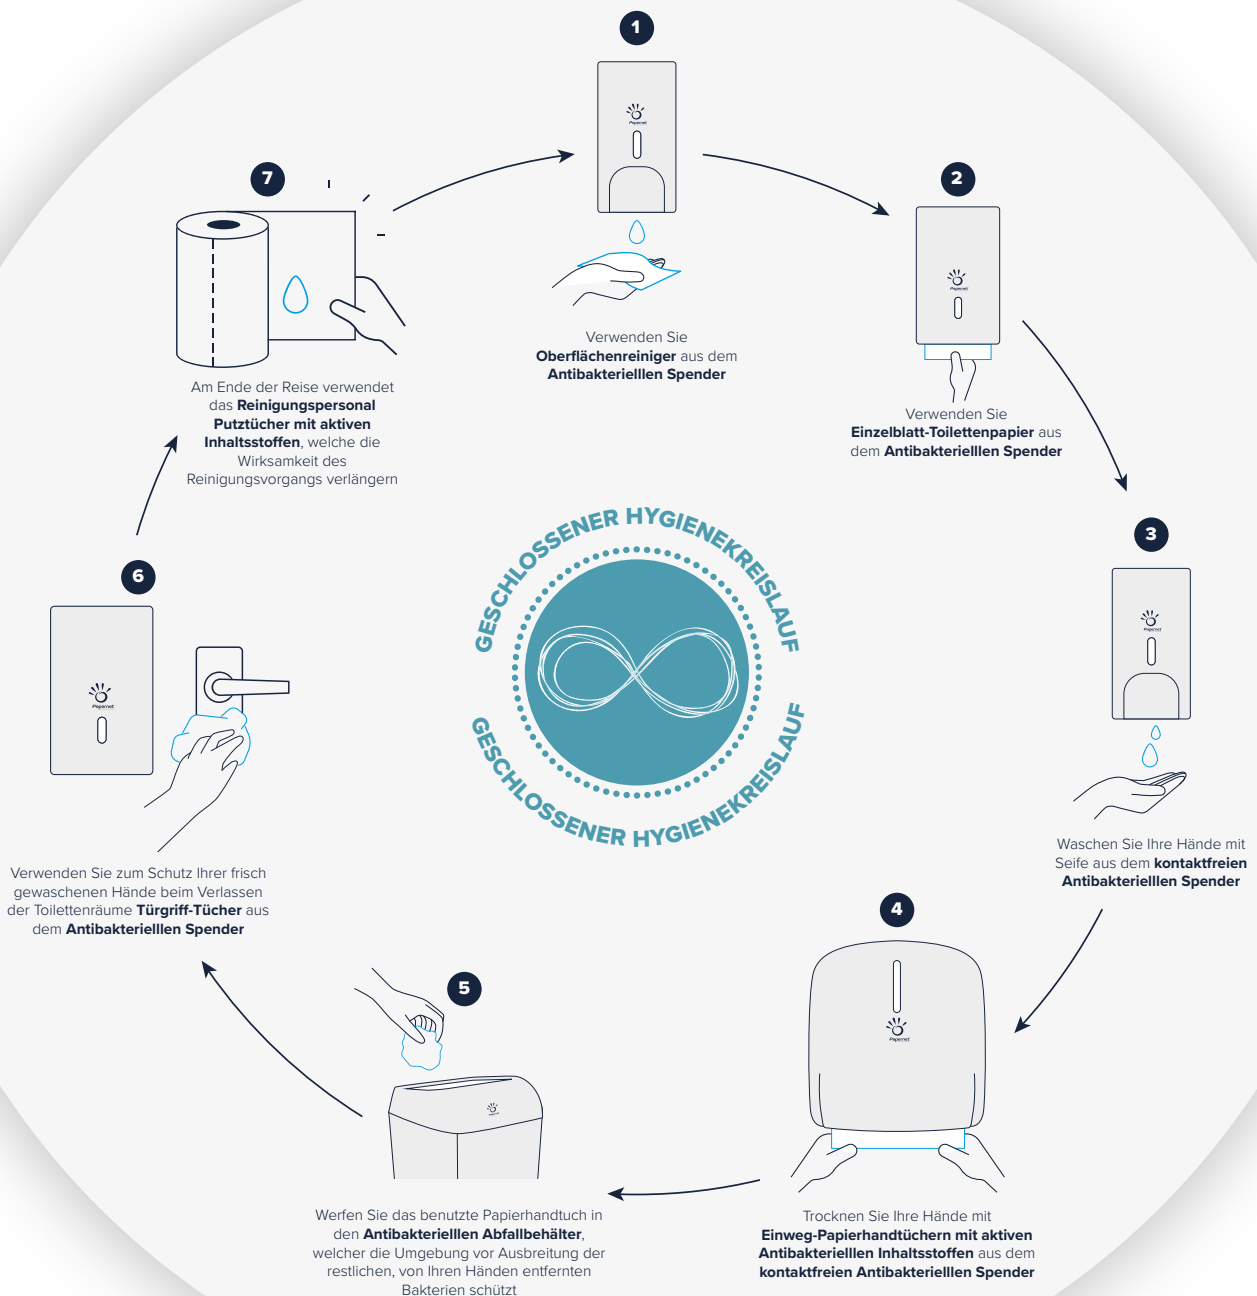 1
Papernet
Verwenden Sie
Oberflächenreiniger aus dem
Antibakterielllen Spender
2
Papernet
Verwenden Sie
Einzelblatt-Toilettenpapier aus
dem Antibakterielllen Spender
3
Papernet
Waschen Sie Ihre Hände mit
Seife aus dem kontaktfreien
Antibakterielllen Spender
4
Papernet
Trocknen Sie Ihre Hände mit
Einweg-Papierhandtüchern mit aktiven
Antibakterielllen Inhaltsstoffen aus dem
kontaktfreien Antibakterielllen Spender
5
Werfen Sie das benutzte Papierhandtuch in
den Antibakterielllen Abfallbehälter,
welcher die Umgebung vor Ausbreitung der
restlichen, von Ihren Händen entfernten
Bakterien schützt
6
Papernet
Verwenden Sie zum Schutz Ihrer frisch
gewaschenen Hände beim Verlassen
der Toilettenräume Türgriff-Tücher aus
dem Antibakterielllen Spender
7
Am Ende der Reise verwendet
das Reinigungspersonal
Putztücher mit aktiven
Inhaltsstoffen, welche die
Wirksamkeit des
Reinigungsvorgangs verlängern
GESCHLOSSENER HYGIENEKREISLAUF
GESCHLOSSENER HYGIENEKREISLAUF